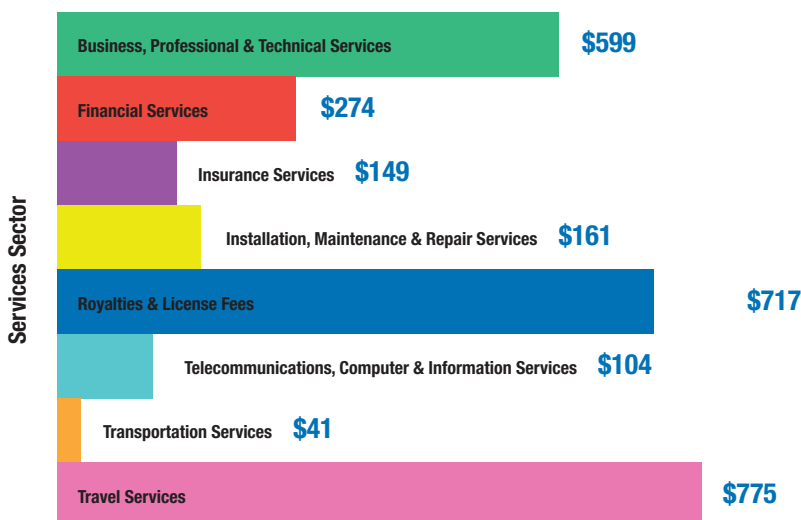 Business, Professional & Technical Services $599
Financial Services $274
Insurance Services $149
Installation, Maintenance & Repair Services $161
Services Sector
Royalties & License Fees $717
Telecommunications, Computer & Information Services $104
Transportation Services $41
Travel Services $775